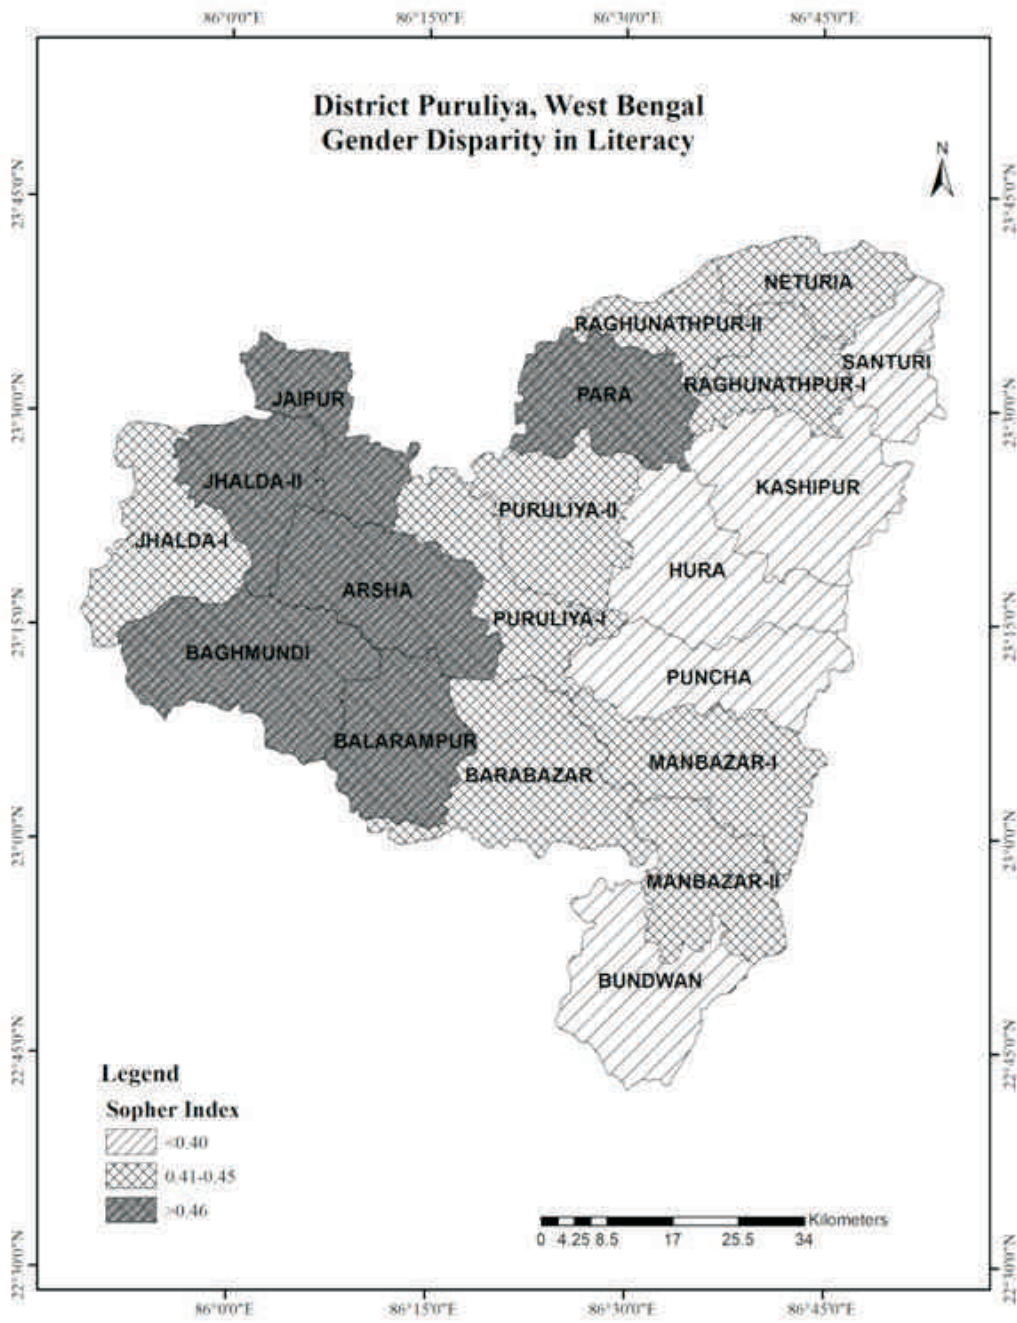 86°0'0"E 86°15'0"E 86°30'0"E 86°45'0"E
District Puruliya, West Bengal
Gender Disparity in Literacy
N
23°45'0"N 23°45'0"N
NETURIA
RAGHUNATHPUR-II
SANTURI
RAGHUNATHPUR-I
PARA
JAIPUR
23°30'0"N 23°30'0"N
JHALDA-II
KASHIPUR
PURULIYA-II
JHALDA-I
HURA
ARSHA
PURULIYA-I
23°15'0"N 23°15'0"N
BAGHMUNDI
PUNCHA
BALARAMPUR
MANBAZAR-I
BARABAZAR
23°0'0"N 23°0'0"N
MANBAZAR-II
BUNDWAN
22°45'0"N 22°45'0"N
Legend
Sopher Index
<0.40
0.41-0.45
>0.46
Kilometers
0 4.25 8.5 17 25.5 34
22°30'0"N 22°30'0"N
86°0'0"E 86°15'0"E 86°30'0"E 86°45'0"E